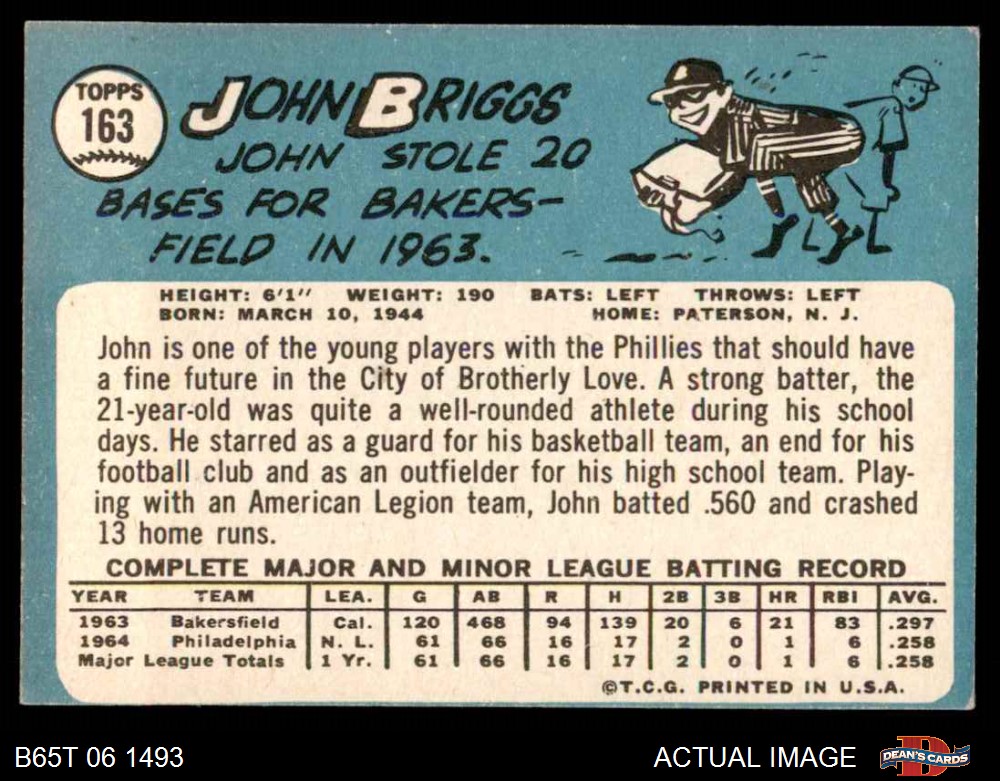 TOPPS
163
JOHN BRIGGS
JOHN STOLE 20
BASES FOR BAKERS-
FIELD IN 1963.
HEIGHT: 6'1" WEIGHT: 190 BATS: LEFT THROWS: LEFT
BORN: MARCH 10, 1944 HOME: PATERSON, N. J.
John is one of the young players with the Phillies that should have
a fine future in the City of Brotherly Love. A strong batter, the
21-year-old was quite a well-rounded athlete during his school
days. He starred as a guard for his basketball team, an end for his
football club and as an outfielder for his high school team. Play-
ing with an American Legion team, John batted .560 and crashed
13 home runs.
COMPLETE MAJOR AND MINOR LEAGUE BATTING RECORD
YEAR TEAM LEA. G AB R H 2B 3B HR RBI AVG.
1963 Bakersfield Cal. 120 468 94 139 20 6 21 83 .297
1964 Philadelphia N. L. 61 66 16 17 2 0 1 6 .258
Major League Totals 1 Yr. 61 66 16 17 2 0 1 6 .258
©T.C.G. PRINTED IN U.S.A.
B65T 06 1493 ACTUAL IMAGE DEAN'S CARDS